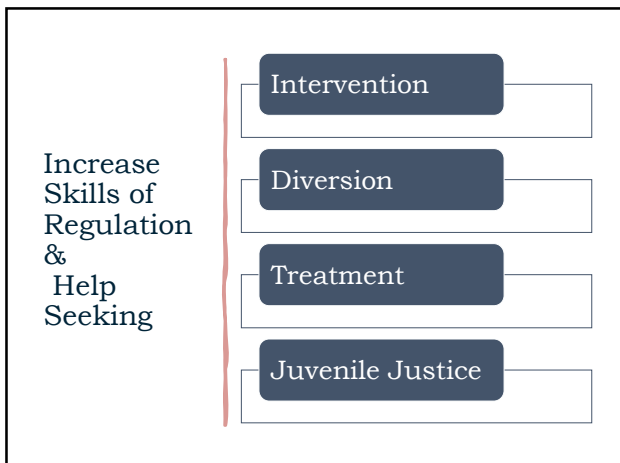 Increase
Skills of
Regulation
&
Help
Seeking
Intervention
Diversion
Treatment
Juvenile Justice